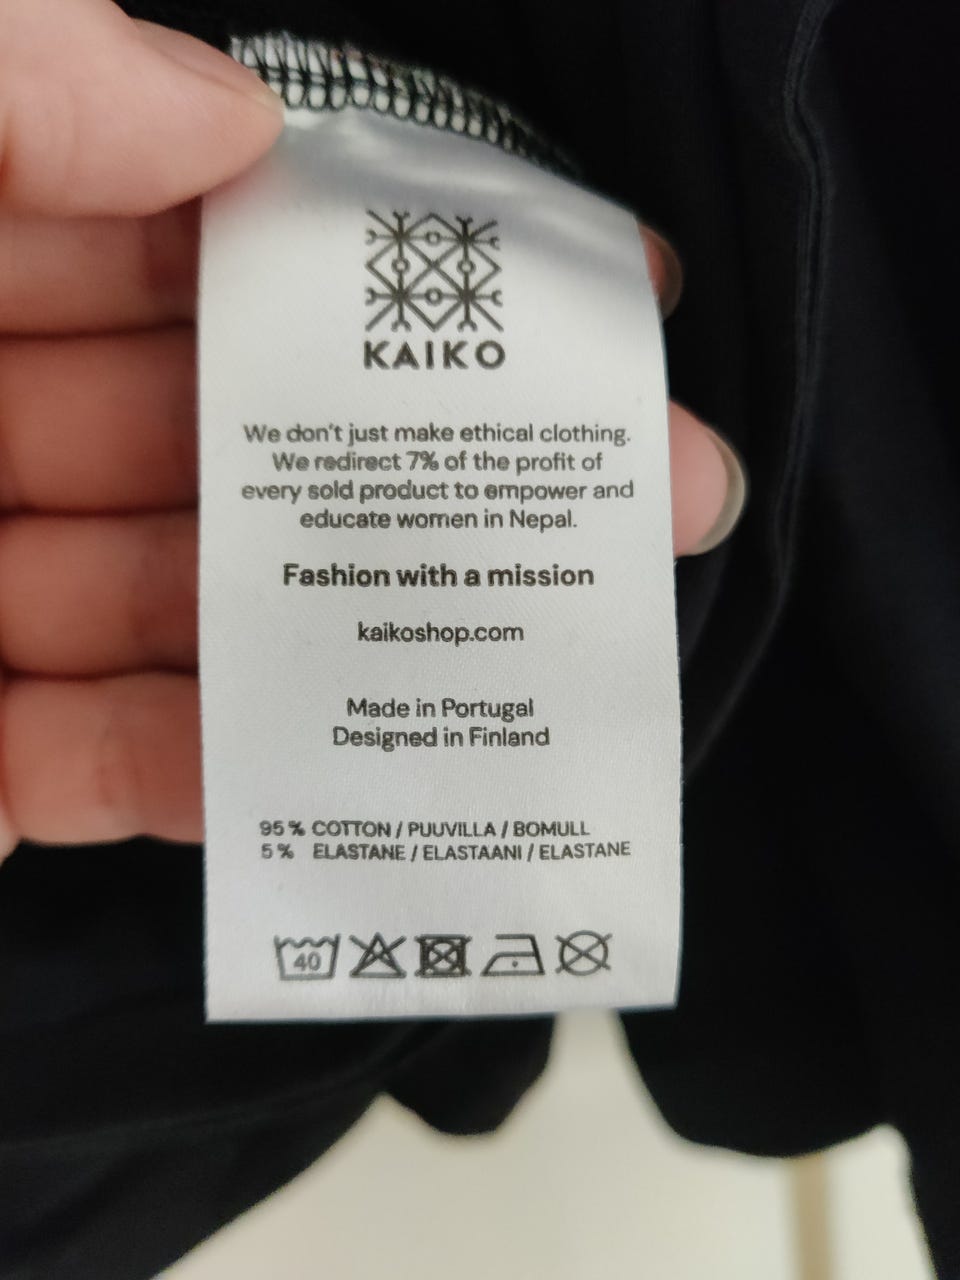 KAIKO
We don't just make ethical clothing.
We redirect 7% of the profit of
every sold product to empower and
educate women in Nepal.
Fashion with a mission
kaikoshop.com
Made in Portugal
Designed in Finland
95 % COTTON / PUUVILLA / BOMULL
5 % ELASTANE / ELASTAANI / ELASTANE
40